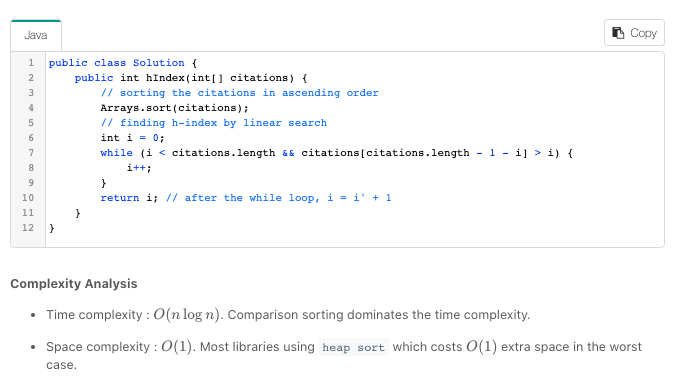 Java
Copy
1 public class Solution {
2 public int hIndex(int[] citations) {
3 // sorting the citations in ascending order
4 Arrays.sort(citations);
5 // finding h-index by linear search
6 int i = 0;
7 while (i < citations.length && citations[citations.length - 1 - i] > i) {
8 i++;
9 }
10 return i; // after the while loop, i = i' + 1
11 }
12 }
Complexity Analysis
• Time complexity : O(n log n). Comparison sorting dominates the time complexity.
• Space complexity : O(1). Most libraries using heap sort which costs O(1) extra space in the worst
case.